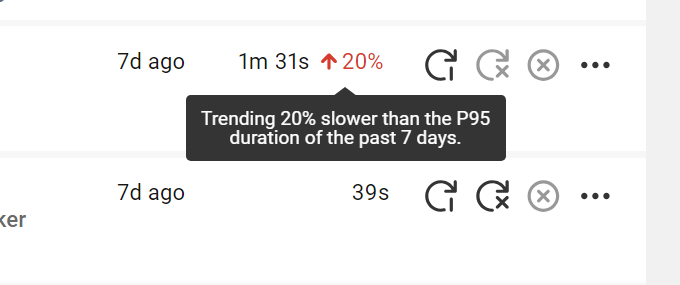 7d ago 1m 31s 20%
Trending 20% slower than the P95
duration of the past 7 days.
7d ago 39s
ker